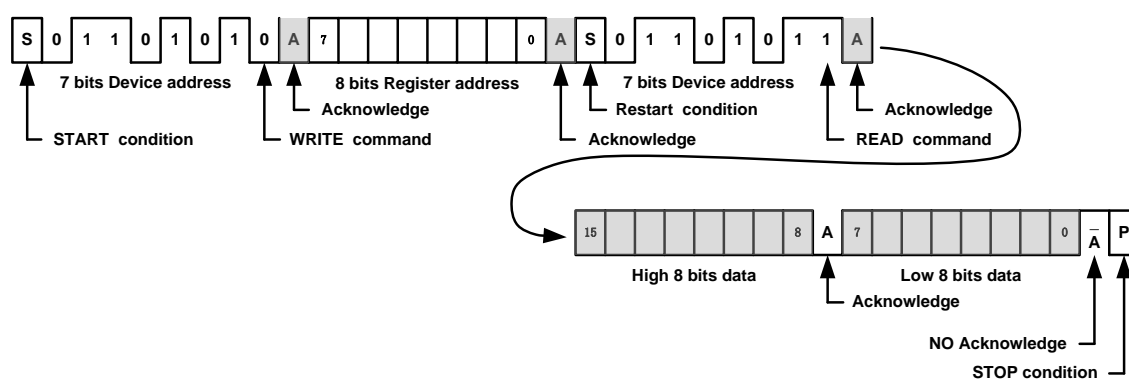 S 0 1 1 0 1 0 1 0 A 7 0 A S 0 1 1 0 1 0 1 1 A
7 bits Device address 8 bits Register address 7 bits Device address
Acknowledge Restart condition Acknowledge
START condition WRITE command Acknowledge READ command
15 8 A 7 0 A̅ P
High 8 bits data Low 8 bits data
Acknowledge
NO Acknowledge
STOP condition